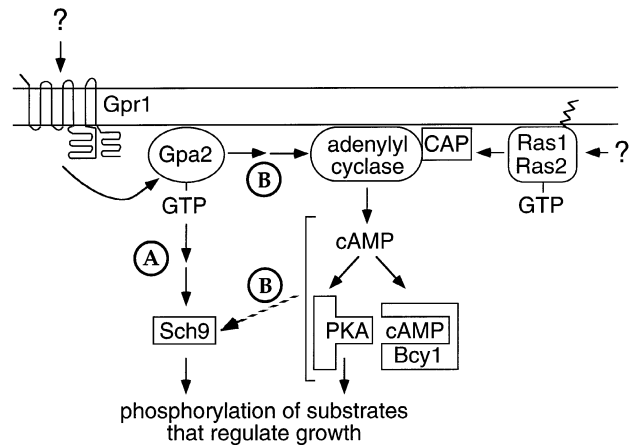 ?
Gpr1
Gpa2
B
adenylyl
cyclase
CAP
Ras1
Ras2
?
GTP
GTP
A
cAMP
B
Sch9
PKA
cAMP
Bcy1
phosphorylation of substrates
that regulate growth